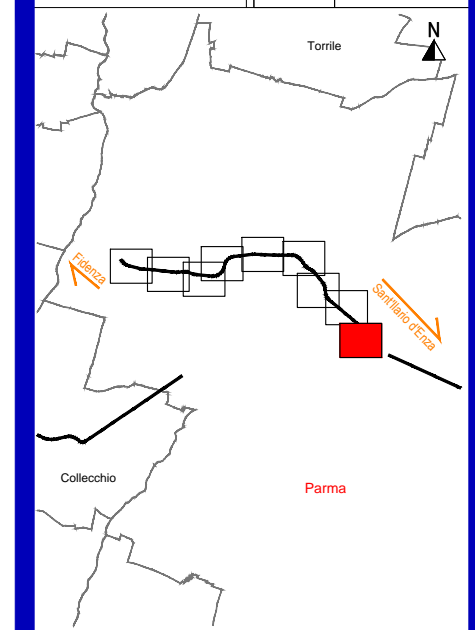 N
Torrile
Fidenza
Sant'Ilario d'Enza
Collecchio
Parma